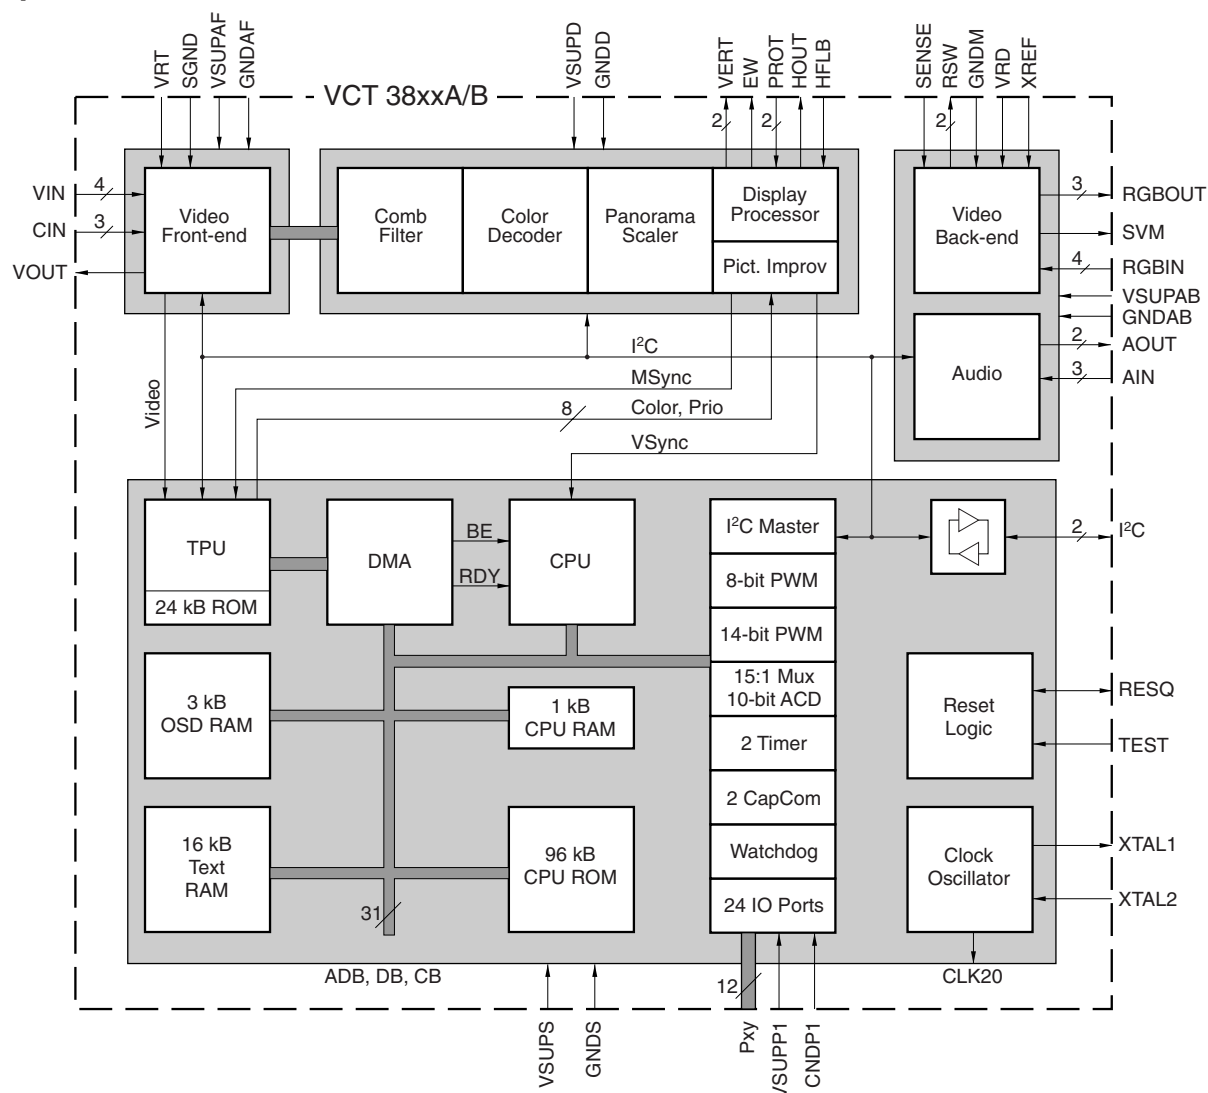 VRT
SGND
VSUPAF
GNDAF
VSUPD
GNDD
VERT
EW
PROT
HOUT
HFLB
SENSE
RSW
GNDM
VRD
XREF
VCT 38xxA/B
2
2
2
VIN
4
CIN
3
VOUT
Video
Front-end
Comb
Filter
Color
Decoder
Panorama
Scaler
Display
Processor
Pict. Improv
Video
Back-end
3
RGBOUT
SVM
4
RGBIN
VSUPAB
GNDAB
2
AOUT
3
AIN
Audio
I²C
MSync
8
Color, Prio
VSync
Video
TPU
24 kB ROM
DMA
BE
RDY
CPU
I²C Master
8-bit PWM
14-bit PWM
15:1 Mux
10-bit ACD
2 Timer
2 CapCom
Watchdog
24 IO Ports
2
I²C
3 kB
OSD RAM
1 kB
CPU RAM
Reset
Logic
RESQ
TEST
16 kB
Text
RAM
96 kB
CPU ROM
Clock
Oscillator
XTAL1
XTAL2
31
ADB, DB, CB
12
CLK20
VSUPS
GNDS
Pxy
VSUPP1
CNDP1